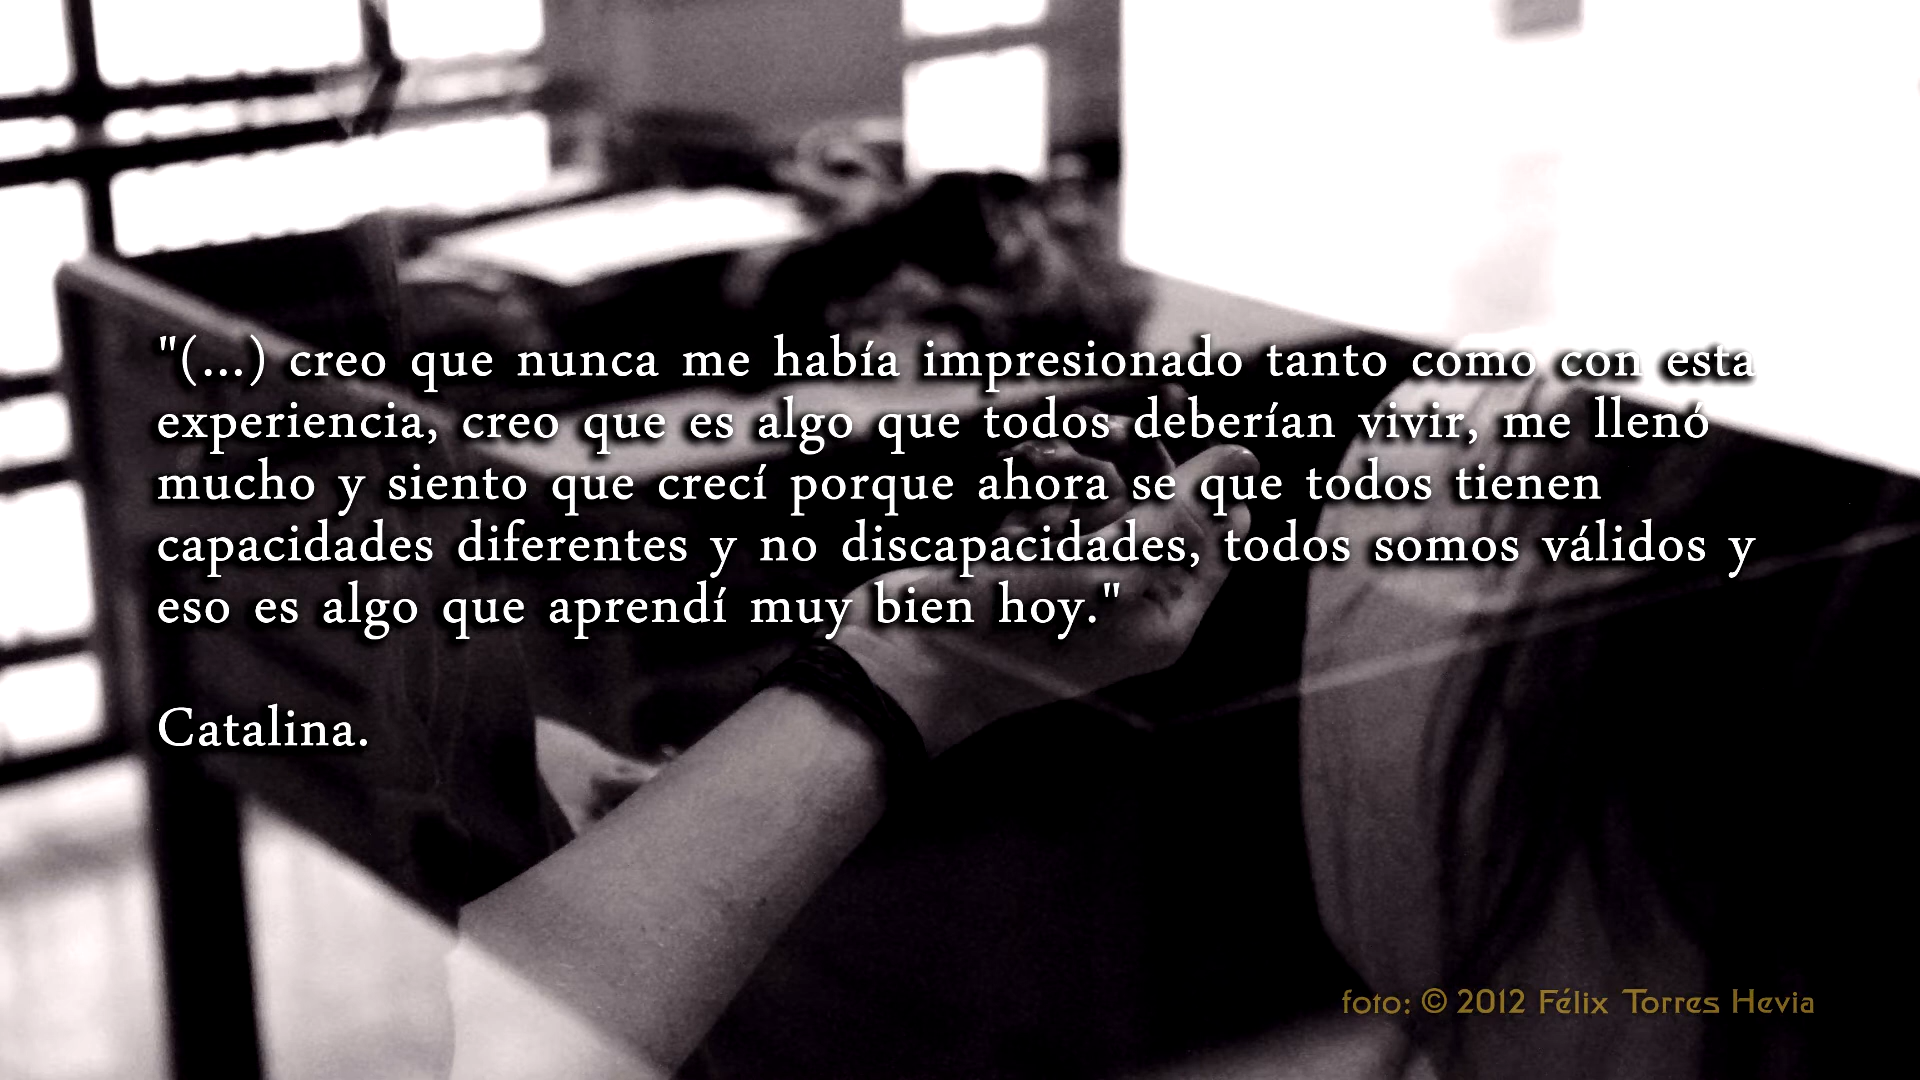 "(...) creo que nunca me había impresionado tanto como con esta
experiencia, creo que es algo que todos deberían vivir, me llenó
mucho y siento que crecí porque ahora se que todos tienen
capacidades diferentes y no discapacidades, todos somos válidos y
eso es algo que aprendí muy bien hoy."
Catalina.
foto: © 2012 Félix Torres Hevia